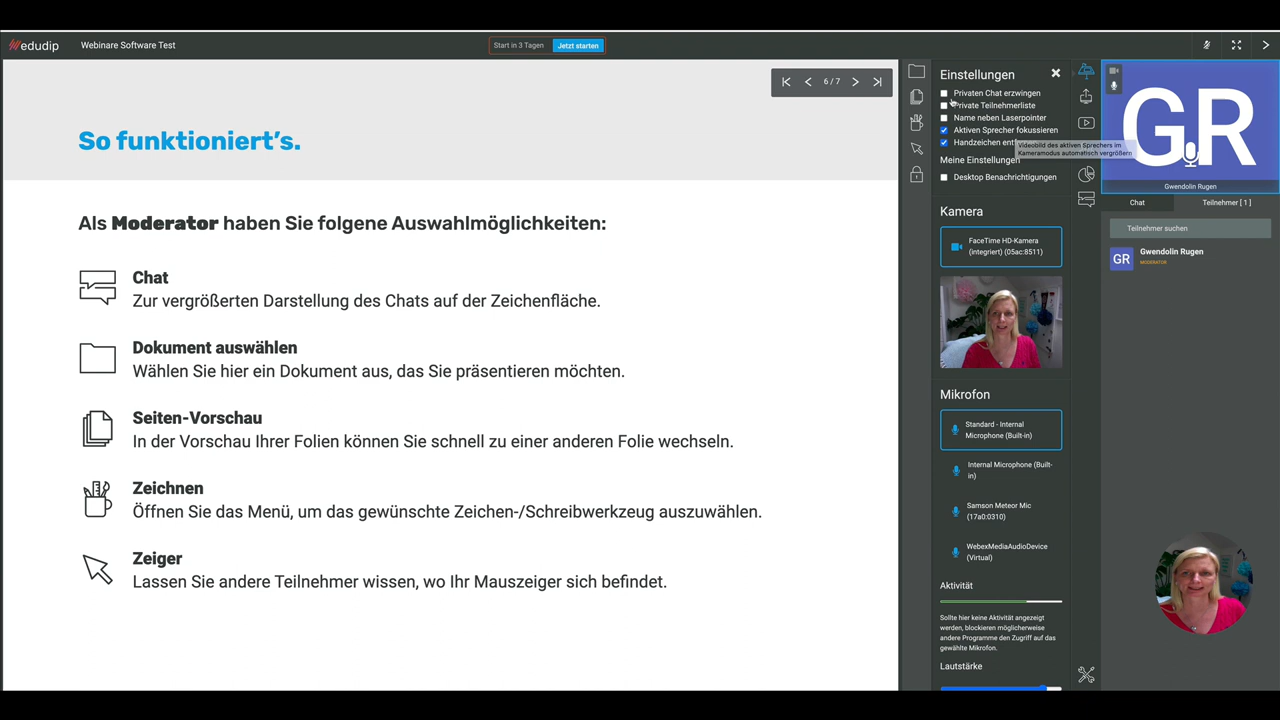 edudip
Webinare Software Test
Start in 3 Tagen
Jetzt starten
6 / 7
So funktioniert's.
Als Moderator haben Sie folgene Auswahlmöglichkeiten:
Chat
Zur vergrößerten Darstellung des Chats auf der Zeichenfläche.
Dokument auswählen
Wählen Sie hier ein Dokument aus, das Sie präsentieren möchten.
Seiten-Vorschau
In der Vorschau Ihrer Folien können Sie schnell zu einer anderen Folie wechseln.
Zeichnen
Öffnen Sie das Menü, um das gewünschte Zeichen-/Schreibwerkzeug auszuwählen.
Zeiger
Lassen Sie andere Teilnehmer wissen, wo Ihr Mauszeiger sich befindet.
Einstellungen
Privaten Chat erzwingen
Private Teilnehmerliste
Name neben Laserpointer
Aktiven Sprecher fokussieren
Handzeichen
Videobild des aktiven Sprechers im
Kameramodus automatisch vergrößern
Meine Einstellungen
Desktop Benachrichtigungen
Kamera
FaceTime HD-Kamera
(integriert) (05ac:8511)
Mikrofon
Standard - Internal
Microphone (Built-in)
Internal Microphone (Built-
in)
Samson Meteor Mic
(17a0:0310)
WebexMediaAudioDevice
(Virtual)
Aktivität
Sollte hier keine Aktivität angezeigt
werden, blockieren möglicherweise
andere Programme den Zugriff auf das
gewählte Mikrofon.
Lautstärke
GR
Gwendolin Rugen
Chat
Teilnehmer [ 1 ]
Teilnehmer suchen
GR
Gwendolin Rugen
MODERATOR